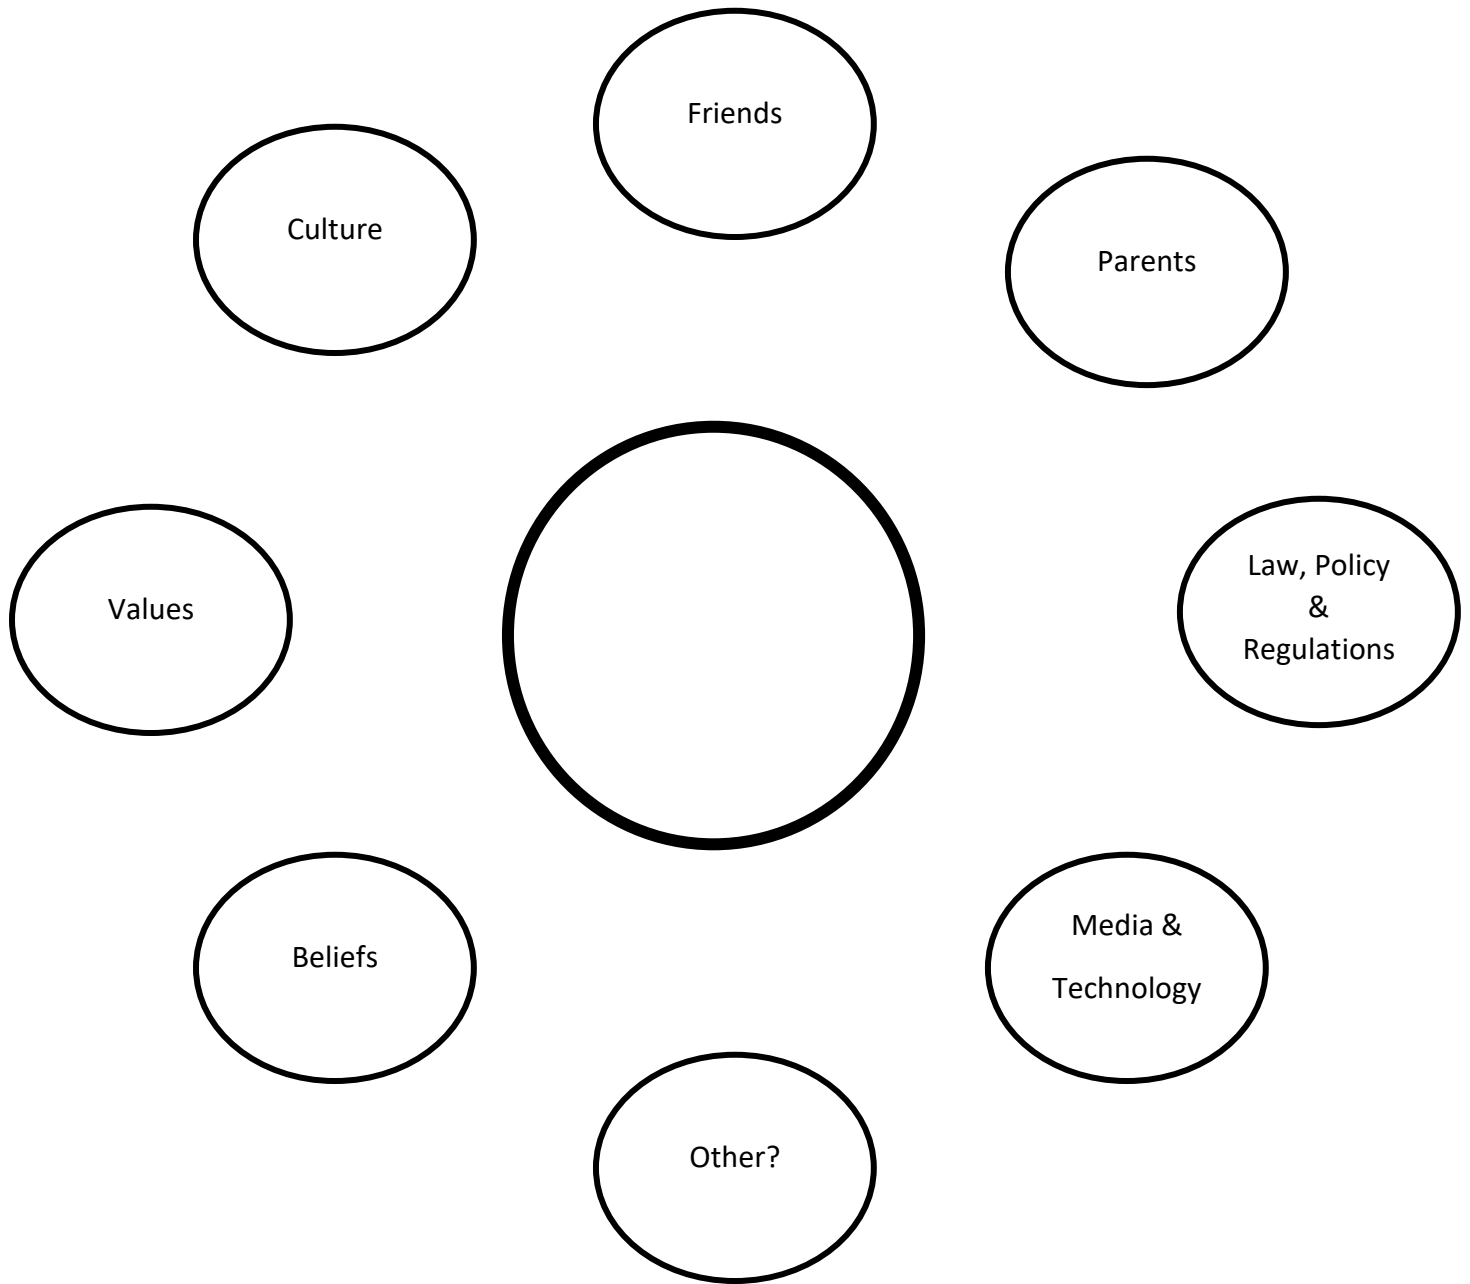 Friends
Culture
Parents
Values
Law, Policy
&
Regulations
Beliefs
Media &
Technology
Other?